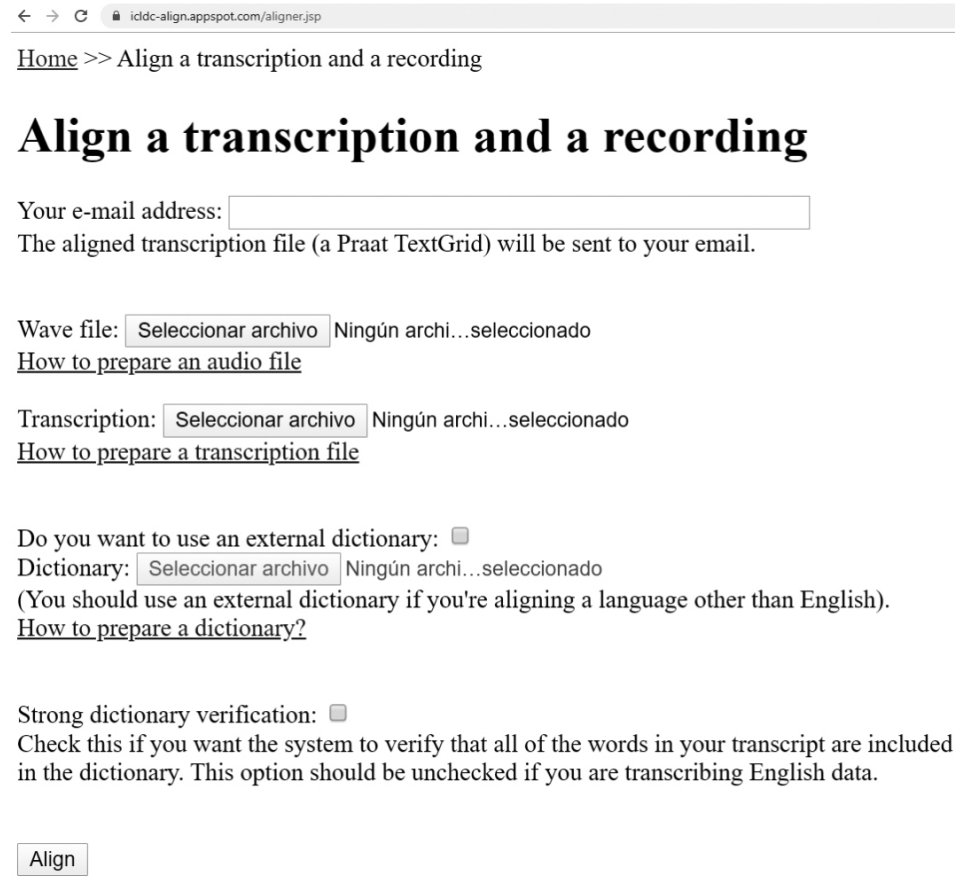 icldc-align.appspot.com/aligner.jsp
Home >> Align a transcription and a recording
Align a transcription and a recording
Your e-mail address:
The aligned transcription file (a Praat TextGrid) will be sent to your email.
Wave file: Seleccionar archivo Ningún archi...seleccionado
How to prepare an audio file
Transcription: Seleccionar archivo Ningún archi...seleccionado
How to prepare a transcription file
Do you want to use an external dictionary:
Dictionary: Seleccionar archivo Ningún archi...seleccionado
(You should use an external dictionary if you're aligning a language other than English).
How to prepare a dictionary?
Strong dictionary verification:
Check this if you want the system to verify that all of the words in your transcript are included
in the dictionary. This option should be unchecked if you are transcribing English data.
Align